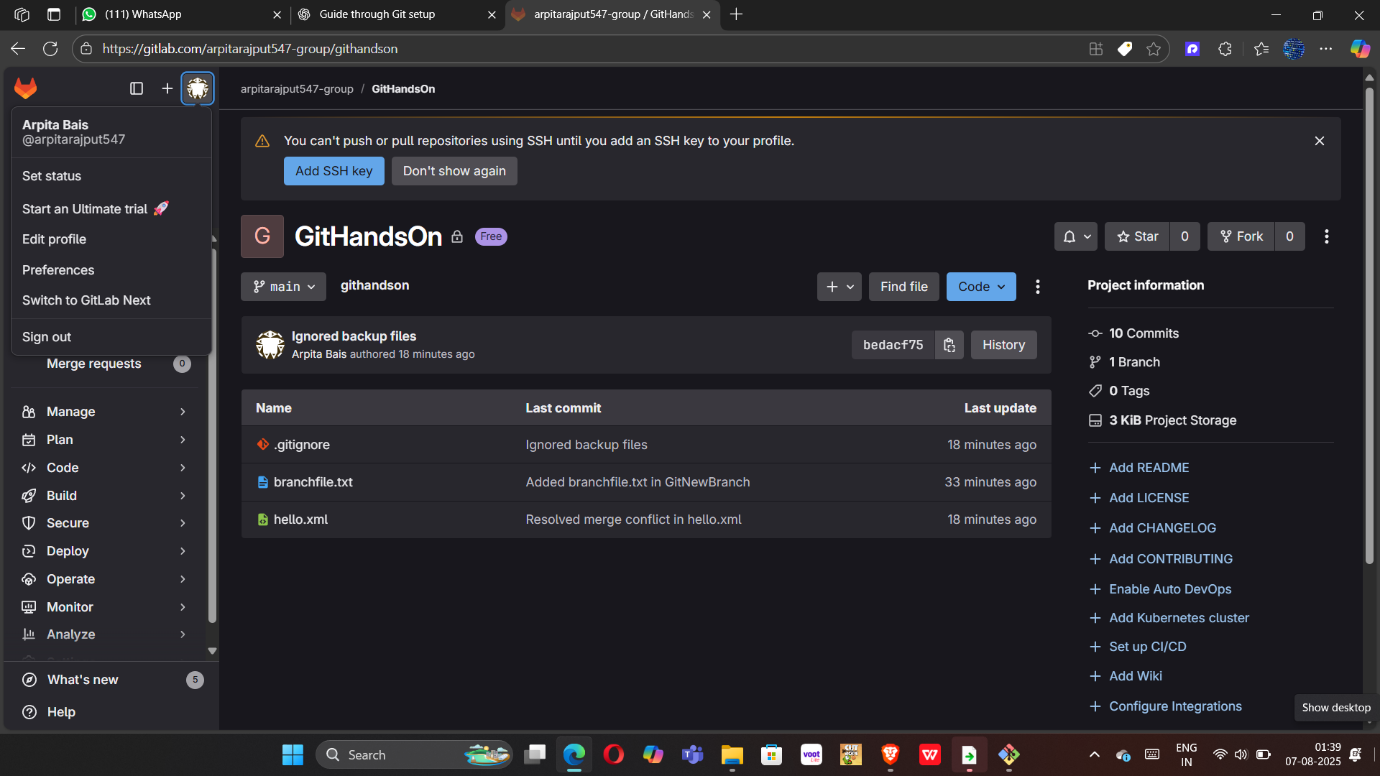 (111) WhatsApp
Guide through Git setup
arpitarajput547-group / GitHands
https://gitlab.com/arpitarajput547-group/githandson
arpitarajput547-group / GitHandsOn
Arpita Bais
@arpitarajput547
Set status
Start an Ultimate trial 🚀
Edit profile
Preferences
Switch to GitLab Next
Sign out
Merge requests 0
Manage
Plan
Code
Build
Secure
Deploy
Operate
Monitor
Analyze
What's new 5
Help
You can't push or pull repositories using SSH until you add an SSH key to your profile.
Add SSH key Don't show again
G GitHandsOn Free
Star 0 Fork 0
main githandson
Find file Code
Ignored backup files
Arpita Bais authored 18 minutes ago
bedacf75 History
Name Last commit Last update
.gitignore Ignored backup files 18 minutes ago
branchfile.txt Added branchfile.txt in GitNewBranch 33 minutes ago
hello.xml Resolved merge conflict in hello.xml 18 minutes ago
Project information
10 Commits
1 Branch
0 Tags
3 KiB Project Storage
Add README
Add LICENSE
Add CHANGELOG
Add CONTRIBUTING
Enable Auto DevOps
Add Kubernetes cluster
Set up CI/CD
Add Wiki
Configure Integrations
Show desktop
Search
voot
ENG
IN
01:39
07-08-2025